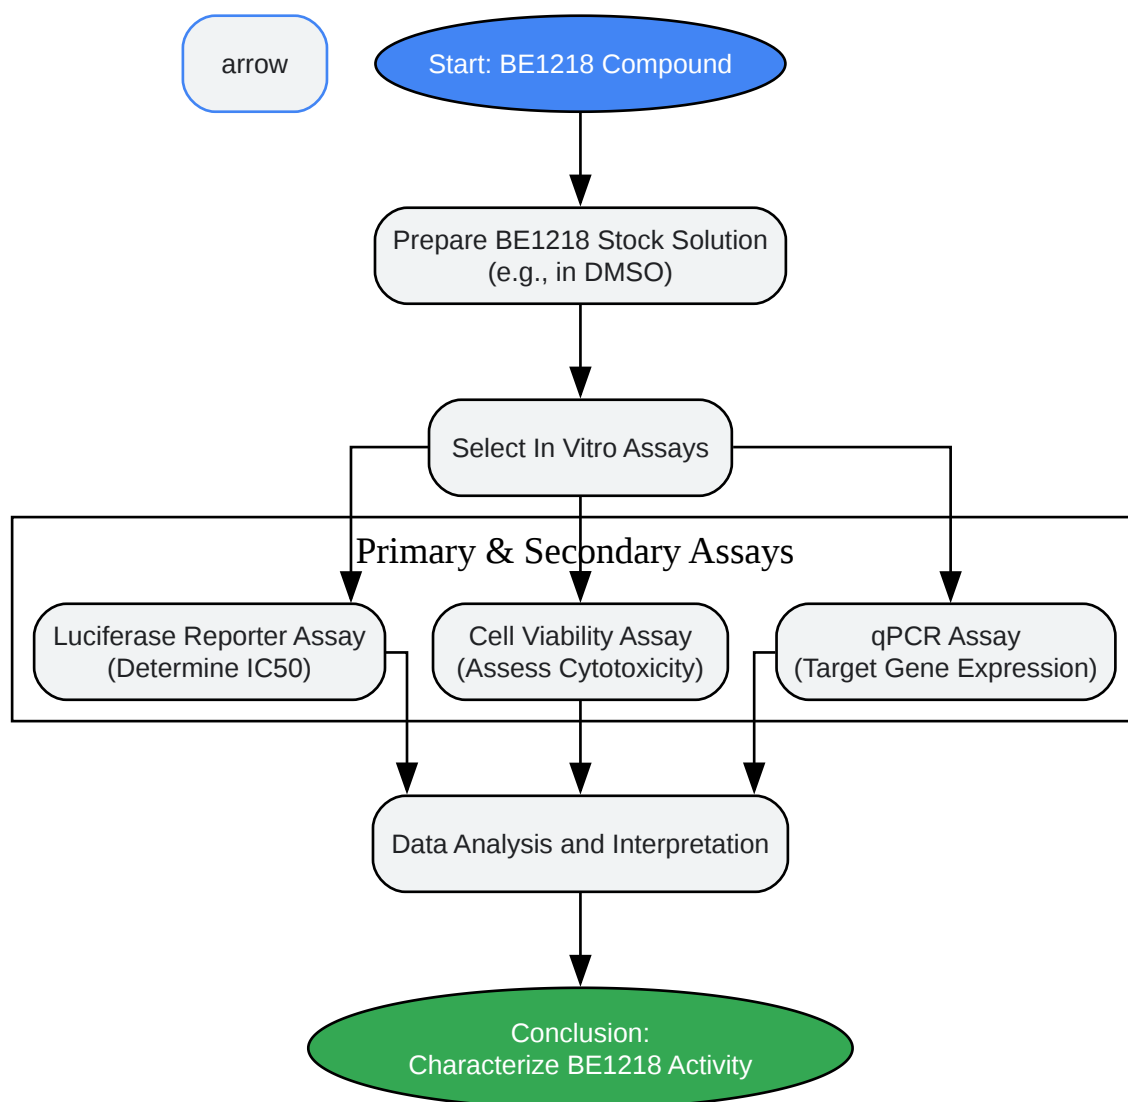 arrow
Start: BE1218 Compound
Prepare BE1218 Stock Solution
(e.g., in DMSO)
Select In Vitro Assays
Primary & Secondary Assays
Luciferase Reporter Assay
(Determine IC50)
Cell Viability Assay
(Assess Cytotoxicity)
qPCR Assay
(Target Gene Expression)
Data Analysis and Interpretation
Conclusion:
Characterize BE1218 Activity